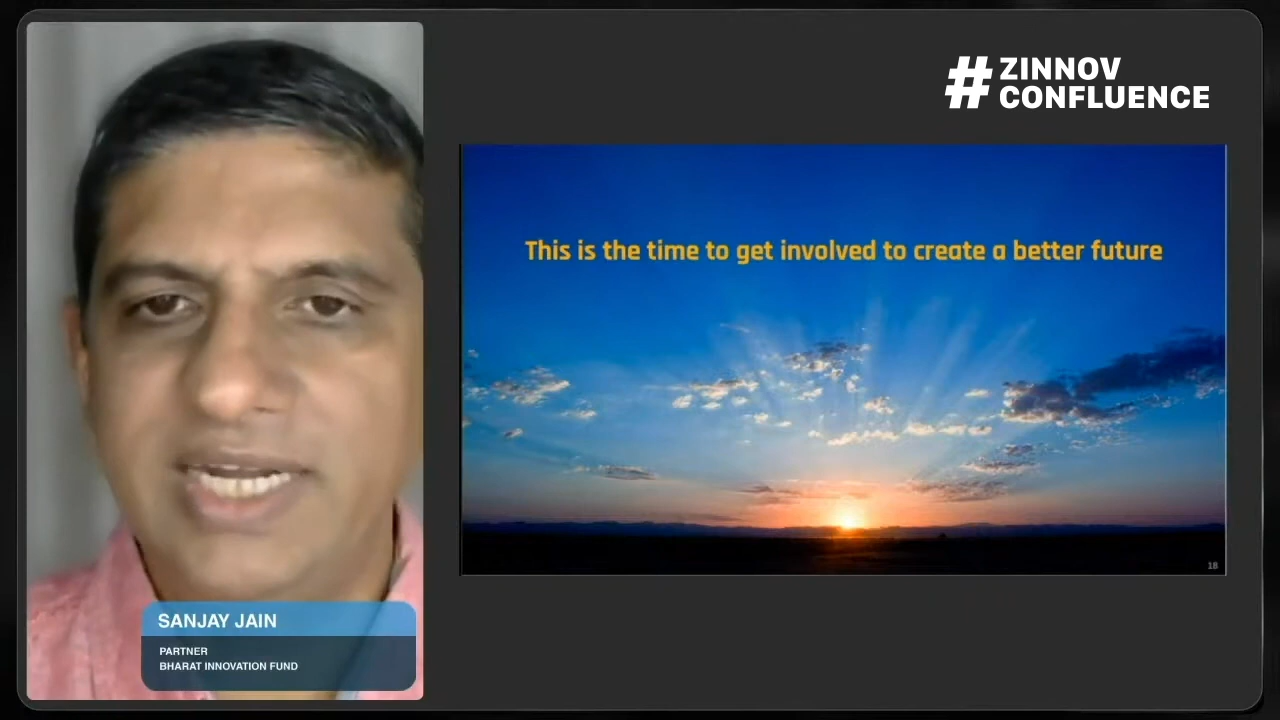 # ZINNOV
CONFLUENCE
This is the time to get involved to create a better future
18
SANJAY JAIN
PARTNER
BHARAT INNOVATION FUND